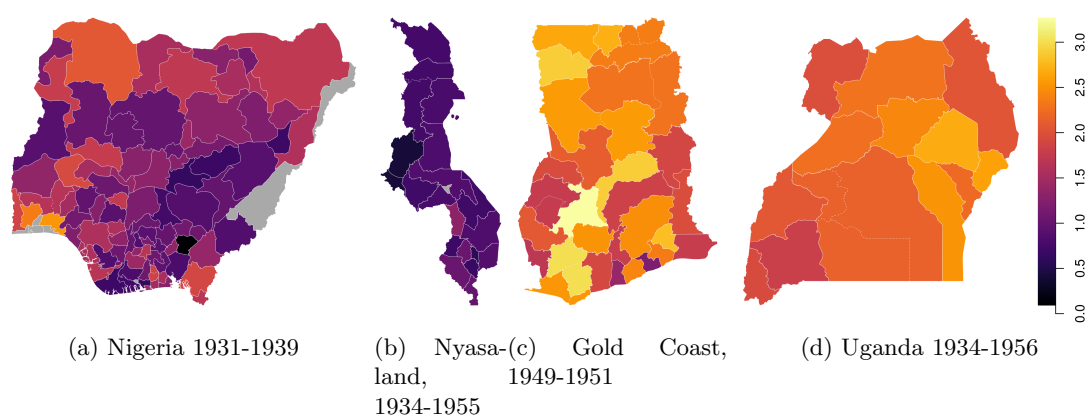 3.0
2.5
2.0
1.5
1.0
0.5
0.0
(a) Nigeria 1931-1939
(b) Nyasa-
land,
1934-1955
(c) Gold Coast,
1949-1951
(d) Uganda 1934-1956